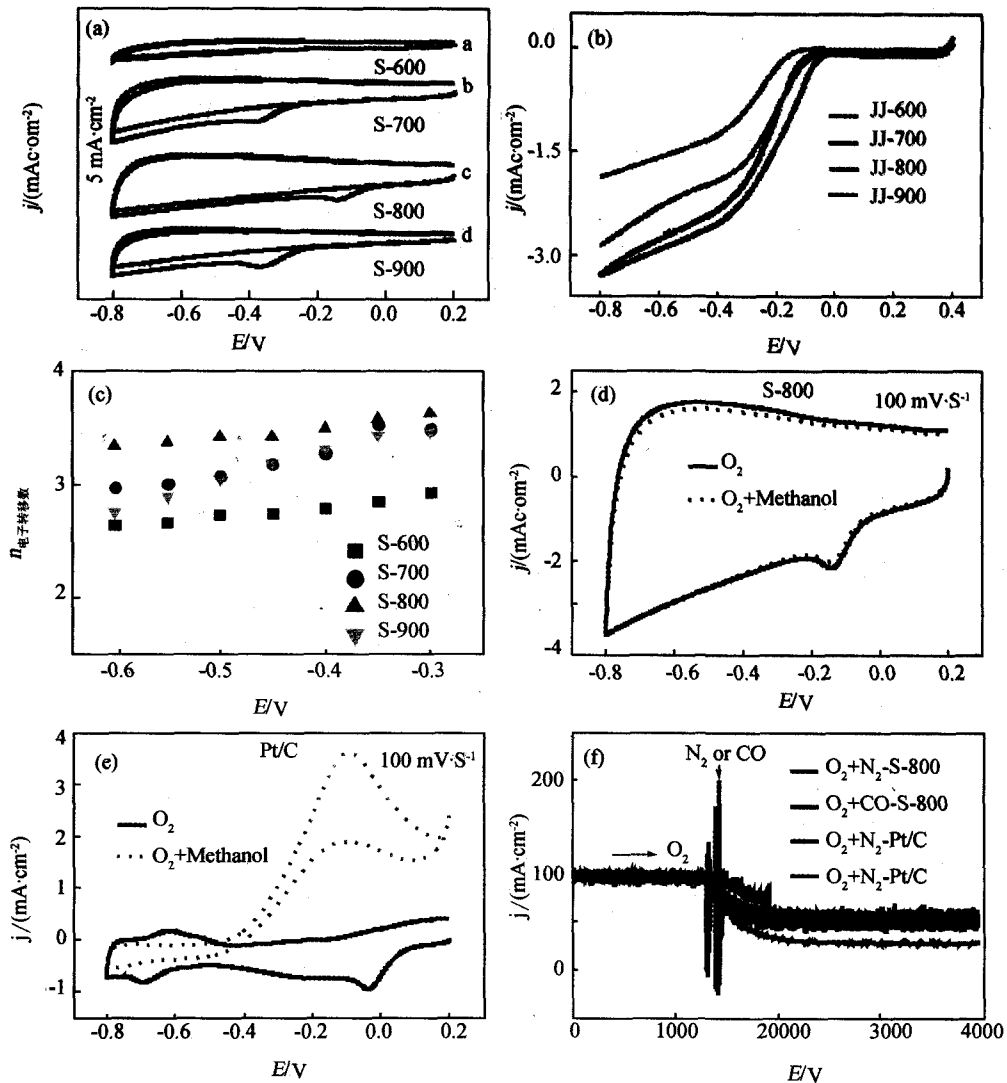 (a)
a
S-600
b
S-700
c
S-800
d
S-900
j/(mAc·om⁻²)
5 mA·cm⁻²
-0.8 -0.6 -0.4 -0.2 0.0 0.2
E/V
(b)
0.0
-1.5
-3.0
j/(mAc·om⁻²)
JJ-600
JJ-700
JJ-800
JJ-900
-0.8 -0.6 -0.4 -0.2 0.0 0.2 0.4
E/V
(c)
4
3
2
n电子转移数
S-600
S-700
S-800
S-900
-0.6 -0.5 -0.4 -0.3
E/V
(d)
S-800
100 mV·S⁻¹
2
0
-2
-4
j/(mAc·om⁻²)
O₂
O₂+Methanol
-0.8 -0.6 -0.4 -0.2 0.0 0.2
E/V
(e)
Pt/C
100 mV·S⁻¹
4
3
2
1
0
-1
j/(mA·cm⁻²)
O₂
O₂+Methanol
-0.8 -0.6 -0.4 -0.2 0.0 0.2
E/V
(f)
N₂ or CO
200
100
0
j/(mA·cm⁻²)
O₂
O₂+N₂-S-800
O₂+CO-S-800
O₂+N₂-Pt/C
O₂+N₂-Pt/C
0 1000 20000 3000 4000
E/V